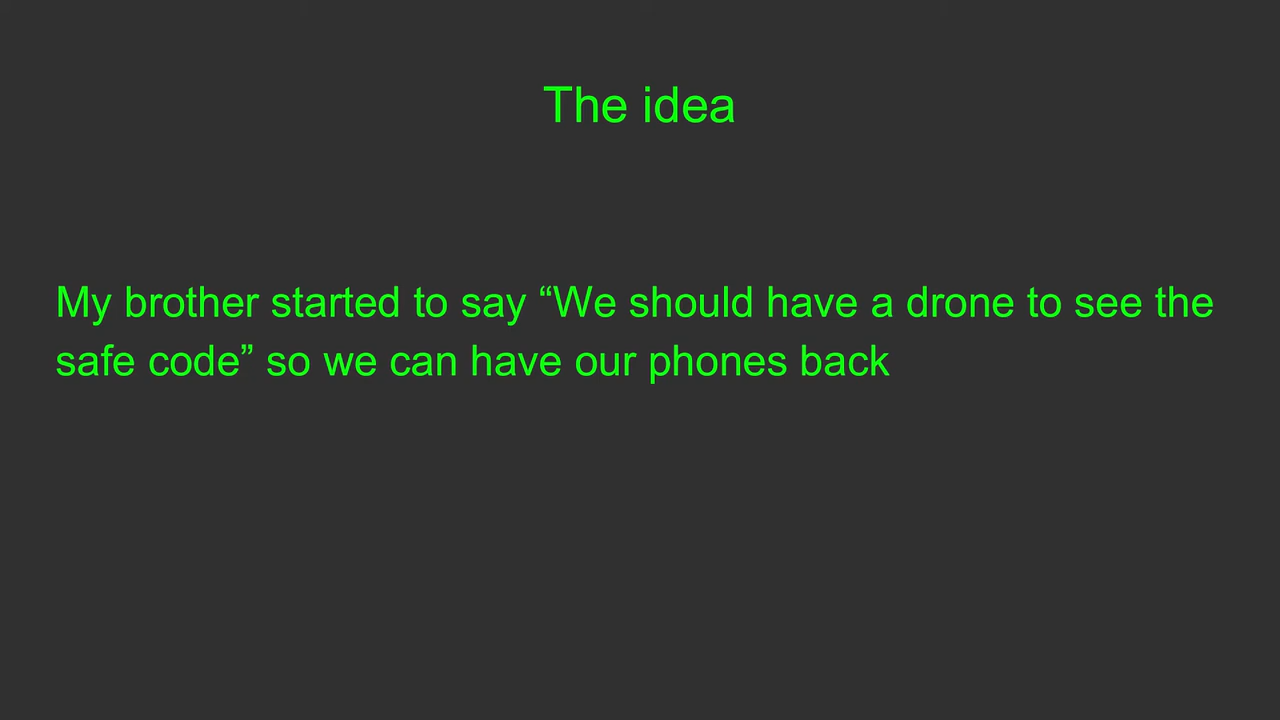 The idea
My brother started to say “We should have a drone to see the
safe code” so we can have our phones back